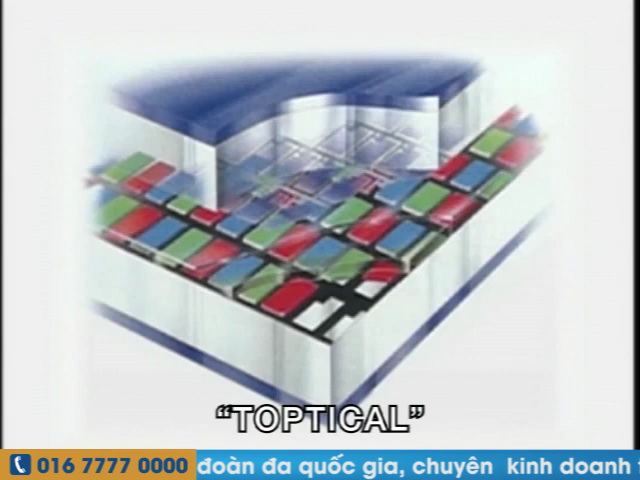 “TOPTICAL”
016 7777 0000 đoàn đa quốc gia, chuyên kinh doanh